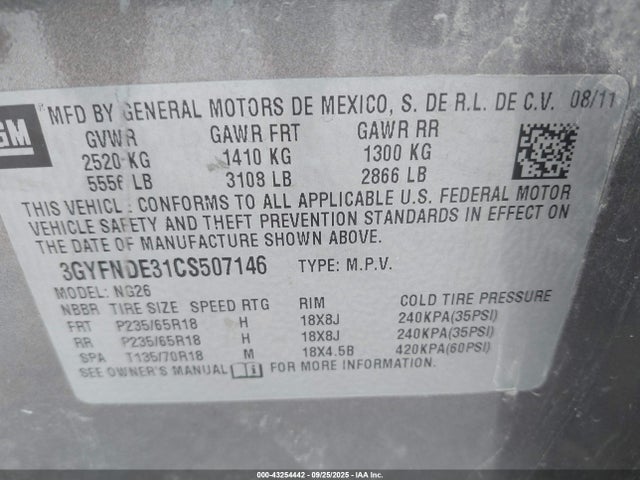 GM
MFD BY GENERAL MOTORS DE MEXICO, S. DE R.L. DE C.V. 08/11
GVWR GAWR FRT GAWR RR
2520 KG 1410 KG 1300 KG
5556 LB 3108 LB 2866 LB
THIS VEHICL : CONFORMS TO ALL APPLICABLE U.S. FEDERAL MOTOR
VEHICLE SAFETY AND THEFT PREVENTION STANDARDS IN EFFECT ON
THE DATE OF MANUFACTURE SHOWN ABOVE.
3GYFNDE31CS507146 TYPE: M.P.V.
MODEL: NG26
NBBR TIRE SIZE SPEED RTG RIM COLD TIRE PRESSURE
FRT P235/65R18 H 18X8J 240KPA(35PSI)
RR P235/65R18 H 18X8J 240KPA(35PSI)
SPA T135/70R18 M 18X4.5B 420KPA(60PSI)
SEE OWNER'S MANUAL FOR MORE INFORMATION.
000-43254442 - 09/25/2025 - Copyright © 2025 IAA, Inc.